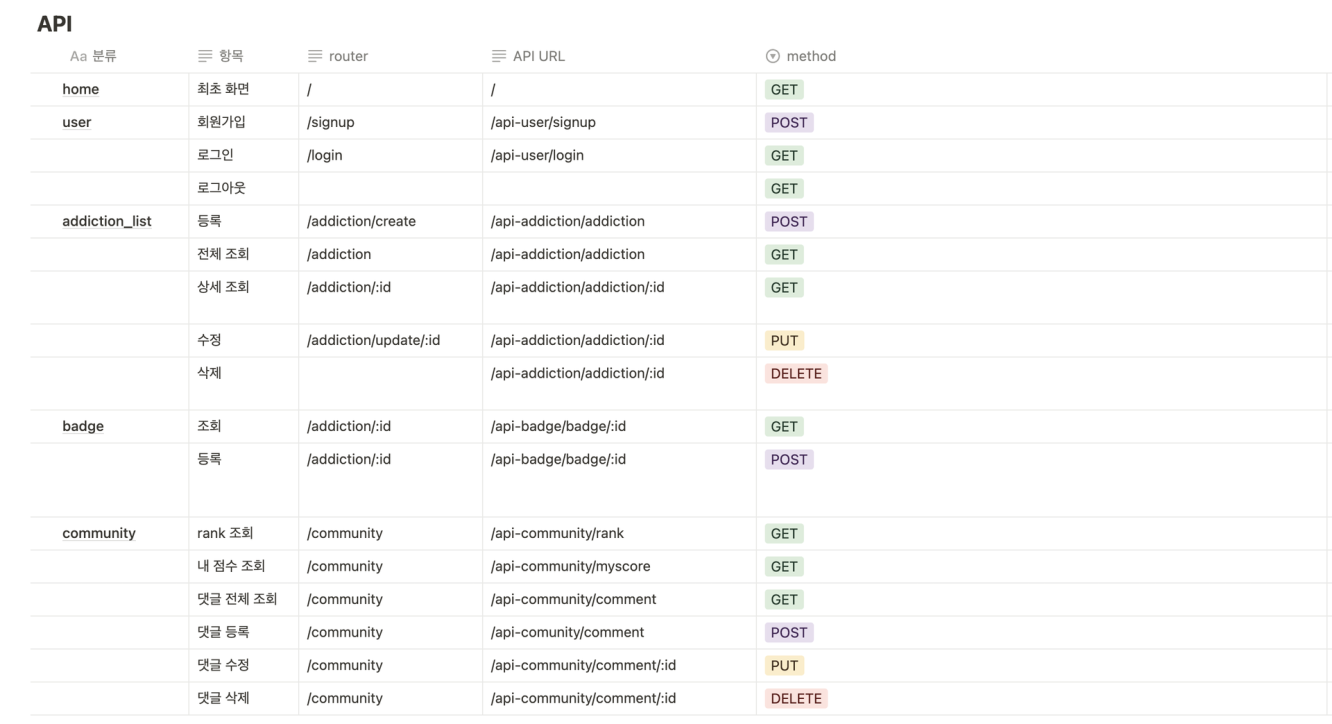 API
Aa 분류 항목 router API URL method
home 최초 화면 / / GET
user 회원가입 /signup /api-user/signup POST
로그인 /login /api-user/login GET
로그아웃 GET
addiction_list 등록 /addiction/create /api-addiction/addiction POST
전체 조회 /addiction /api-addiction/addiction GET
상세 조회 /addiction/:id /api-addiction/addiction/:id GET
수정 /addiction/update/:id /api-addiction/addiction/:id PUT
삭제 /api-addiction/addiction/:id DELETE
badge 조회 /addiction/:id /api-badge/badge/:id GET
등록 /addiction/:id /api-badge/badge/:id POST
community rank 조회 /community /api-community/rank GET
내 점수 조회 /community /api-community/myscore GET
댓글 전체 조회 /community /api-community/comment GET
댓글 등록 /community /api-comunity/comment POST
댓글 수정 /community /api-community/comment/:id PUT
댓글 삭제 /community /api-community/comment/:id DELETE